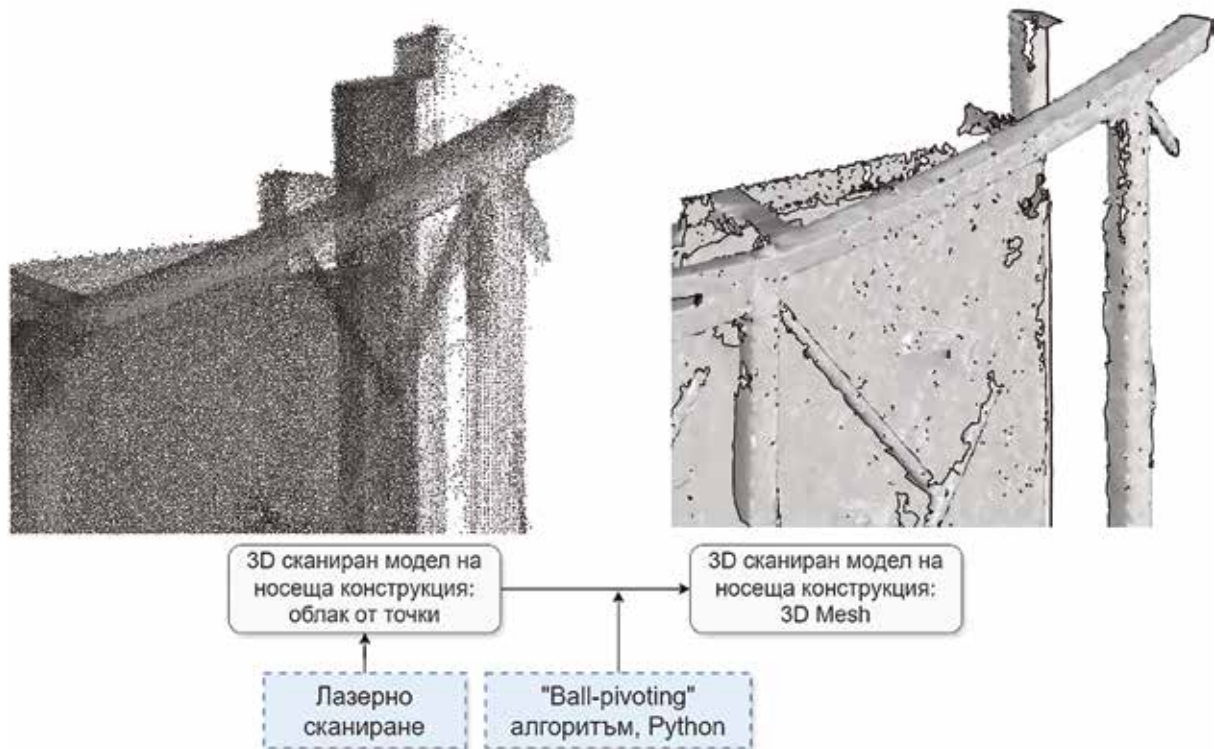 3D сканиран модел на
носеща конструкция:
облак от точки
3D сканиран модел на
носеща конструкция:
3D Mesh
Лазерно
сканиране
"Ball-pivoting"
алгоритъм, Python